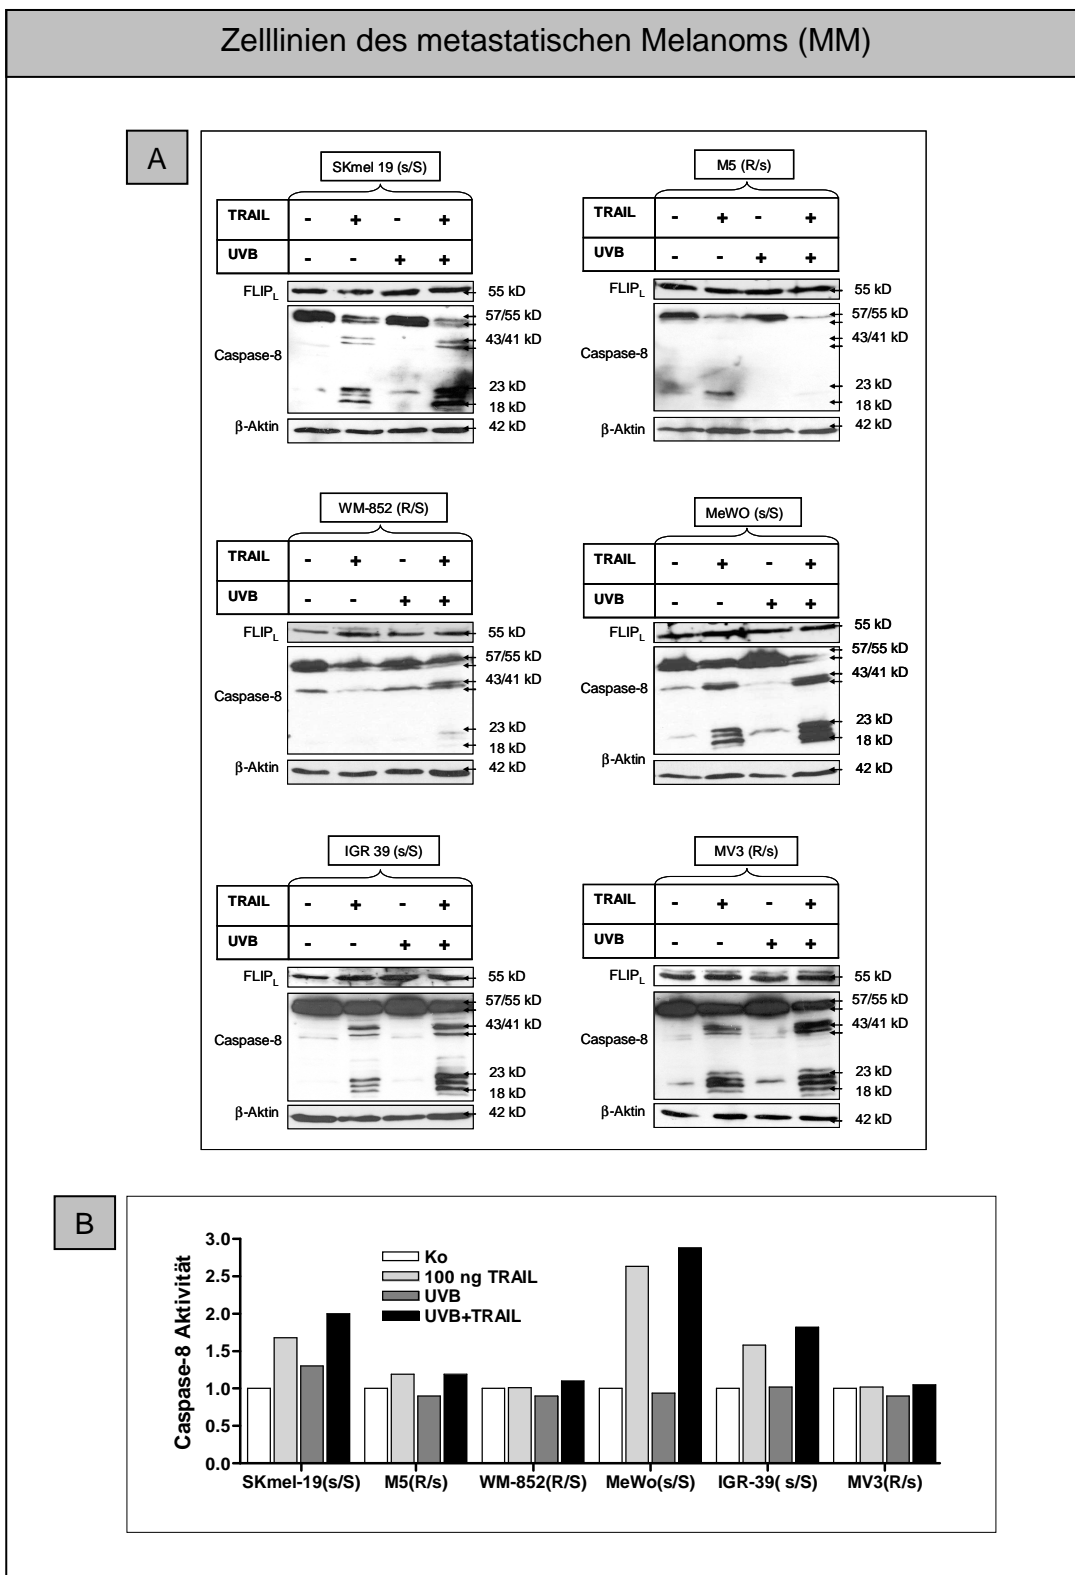 Zelllinien des metastatischen Melanoms (MM)
A
SKmel 19 (s/S)
TRAIL - + - +
UVB - - + +
FLIPL 55 kD
57/55 kD
43/41 kD
Caspase-8
23 kD
18 kD
β-Aktin 42 kD
M5 (R/s)
TRAIL - + - +
UVB - - + +
FLIPL 55 kD
57/55 kD
43/41 kD
Caspase-8
23 kD
18 kD
β-Aktin 42 kD
WM-852 (R/S)
TRAIL - + - +
UVB - - + +
FLIPL 55 kD
57/55 kD
43/41 kD
Caspase-8
23 kD
18 kD
β-Aktin 42 kD
MeWO (s/S)
TRAIL - + - +
UVB - - + +
FLIPL 55 kD
57/55 kD
43/41 kD
Caspase-8
23 kD
18 kD
β-Aktin 42 kD
IGR 39 (s/S)
TRAIL - + - +
UVB - - + +
FLIPL 55 kD
57/55 kD
43/41 kD
Caspase-8
23 kD
18 kD
β-Aktin 42 kD
MV3 (R/s)
TRAIL - + - +
UVB - - + +
FLIPL 55 kD
57/55 kD
43/41 kD
Caspase-8
23 kD
18 kD
β-Aktin 42 kD
B
Caspase-8 Aktivität
3.0
2.5
2.0
1.5
1.0
0.5
0.0
Ko
100 ng TRAIL
UVB
UVB+TRAIL
SKmel-19(s/S) M5(R/s) WM-852(R/S) MeWo(s/S) IGR-39( s/S) MV3(R/s)